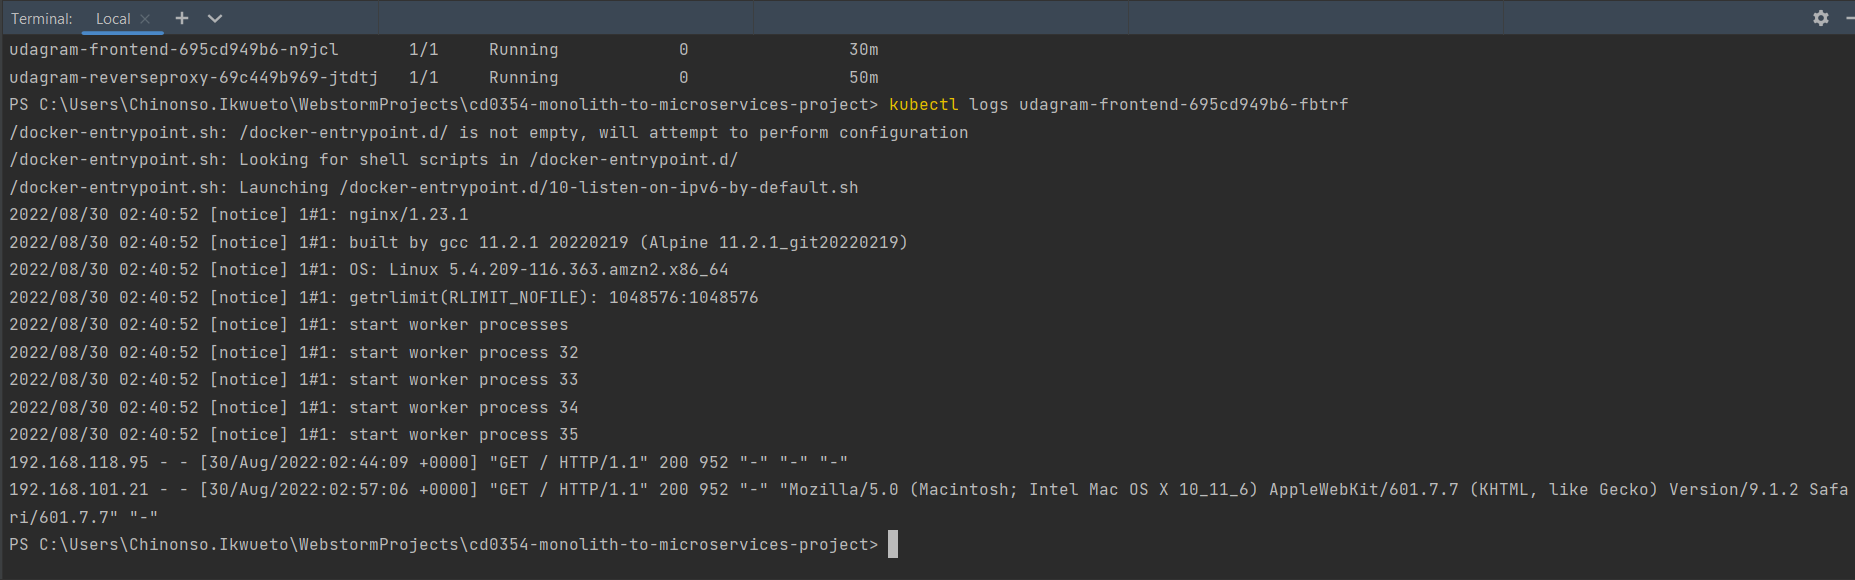 Terminal: Local × + ⌄
udagram-frontend-695cd949b6-n9jcl 1/1 Running 0 30m
udagram-reverseproxy-69c449b969-jtdtj 1/1 Running 0 50m
PS C:\Users\Chinonso.Ikwueto\WebstormProjects\cd0354-monolith-to-microservices-project> kubectl logs udagram-frontend-695cd949b6-fbtrf
/docker-entrypoint.sh: /docker-entrypoint.d/ is not empty, will attempt to perform configuration
/docker-entrypoint.sh: Looking for shell scripts in /docker-entrypoint.d/
/docker-entrypoint.sh: Launching /docker-entrypoint.d/10-listen-on-ipv6-by-default.sh
2022/08/30 02:40:52 [notice] 1#1: nginx/1.23.1
2022/08/30 02:40:52 [notice] 1#1: built by gcc 11.2.1 20220219 (Alpine 11.2.1_git20220219)
2022/08/30 02:40:52 [notice] 1#1: OS: Linux 5.4.209-116.363.amzn2.x86_64
2022/08/30 02:40:52 [notice] 1#1: getrlimit(RLIMIT_NOFILE): 1048576:1048576
2022/08/30 02:40:52 [notice] 1#1: start worker processes
2022/08/30 02:40:52 [notice] 1#1: start worker process 32
2022/08/30 02:40:52 [notice] 1#1: start worker process 33
2022/08/30 02:40:52 [notice] 1#1: start worker process 34
2022/08/30 02:40:52 [notice] 1#1: start worker process 35
192.168.118.95 - - [30/Aug/2022:02:44:09 +0000] "GET / HTTP/1.1" 200 952 "-" "-" "-"
192.168.101.21 - - [30/Aug/2022:02:57:06 +0000] "GET / HTTP/1.1" 200 952 "-" "Mozilla/5.0 (Macintosh; Intel Mac OS X 10_11_6) AppleWebKit/601.7.7 (KHTML, like Gecko) Version/9.1.2 Safa
ri/601.7.7" "-"
PS C:\Users\Chinonso.Ikwueto\WebstormProjects\cd0354-monolith-to-microservices-project>